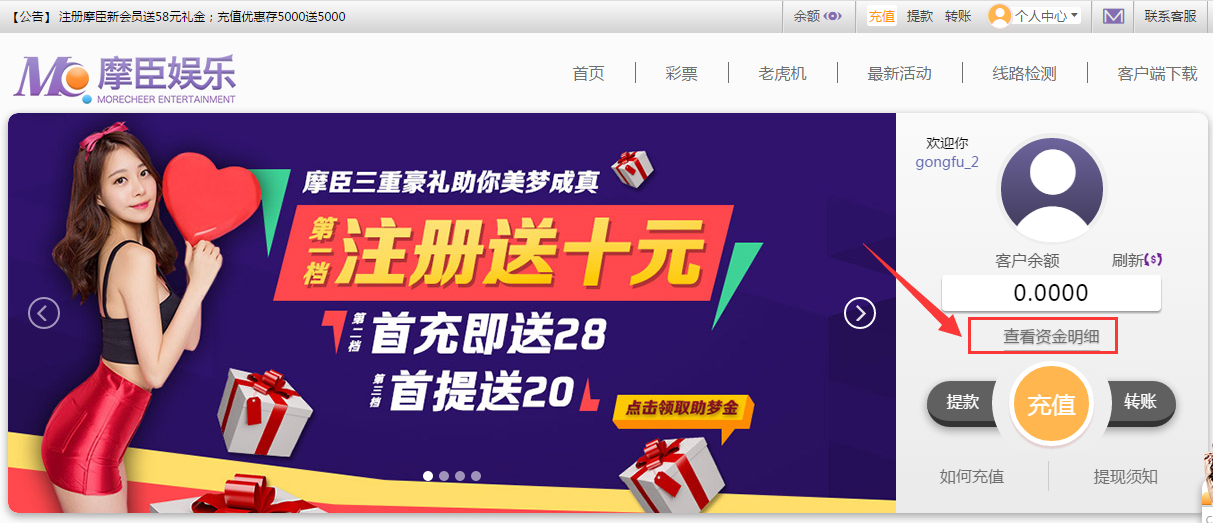 【公告】 注册摩臣新会员送58元礼金；充值优惠存5000送5000
余额
充值 提款 转账
个人中心
联系客服
摩臣娱乐
MORECHEER ENTERTAINMENT
首页
彩票
老虎机
最新活动
线路检测
客户端下载
摩臣三重豪礼助你美梦成真
第一档
注册送十元
第二档
首充即送28
第三档
首提送20
点击领取助梦金
欢迎你
gongfu_2
客户余额
刷新
0.0000
查看资金明细
提款
充值
转账
如何充值
提现须知